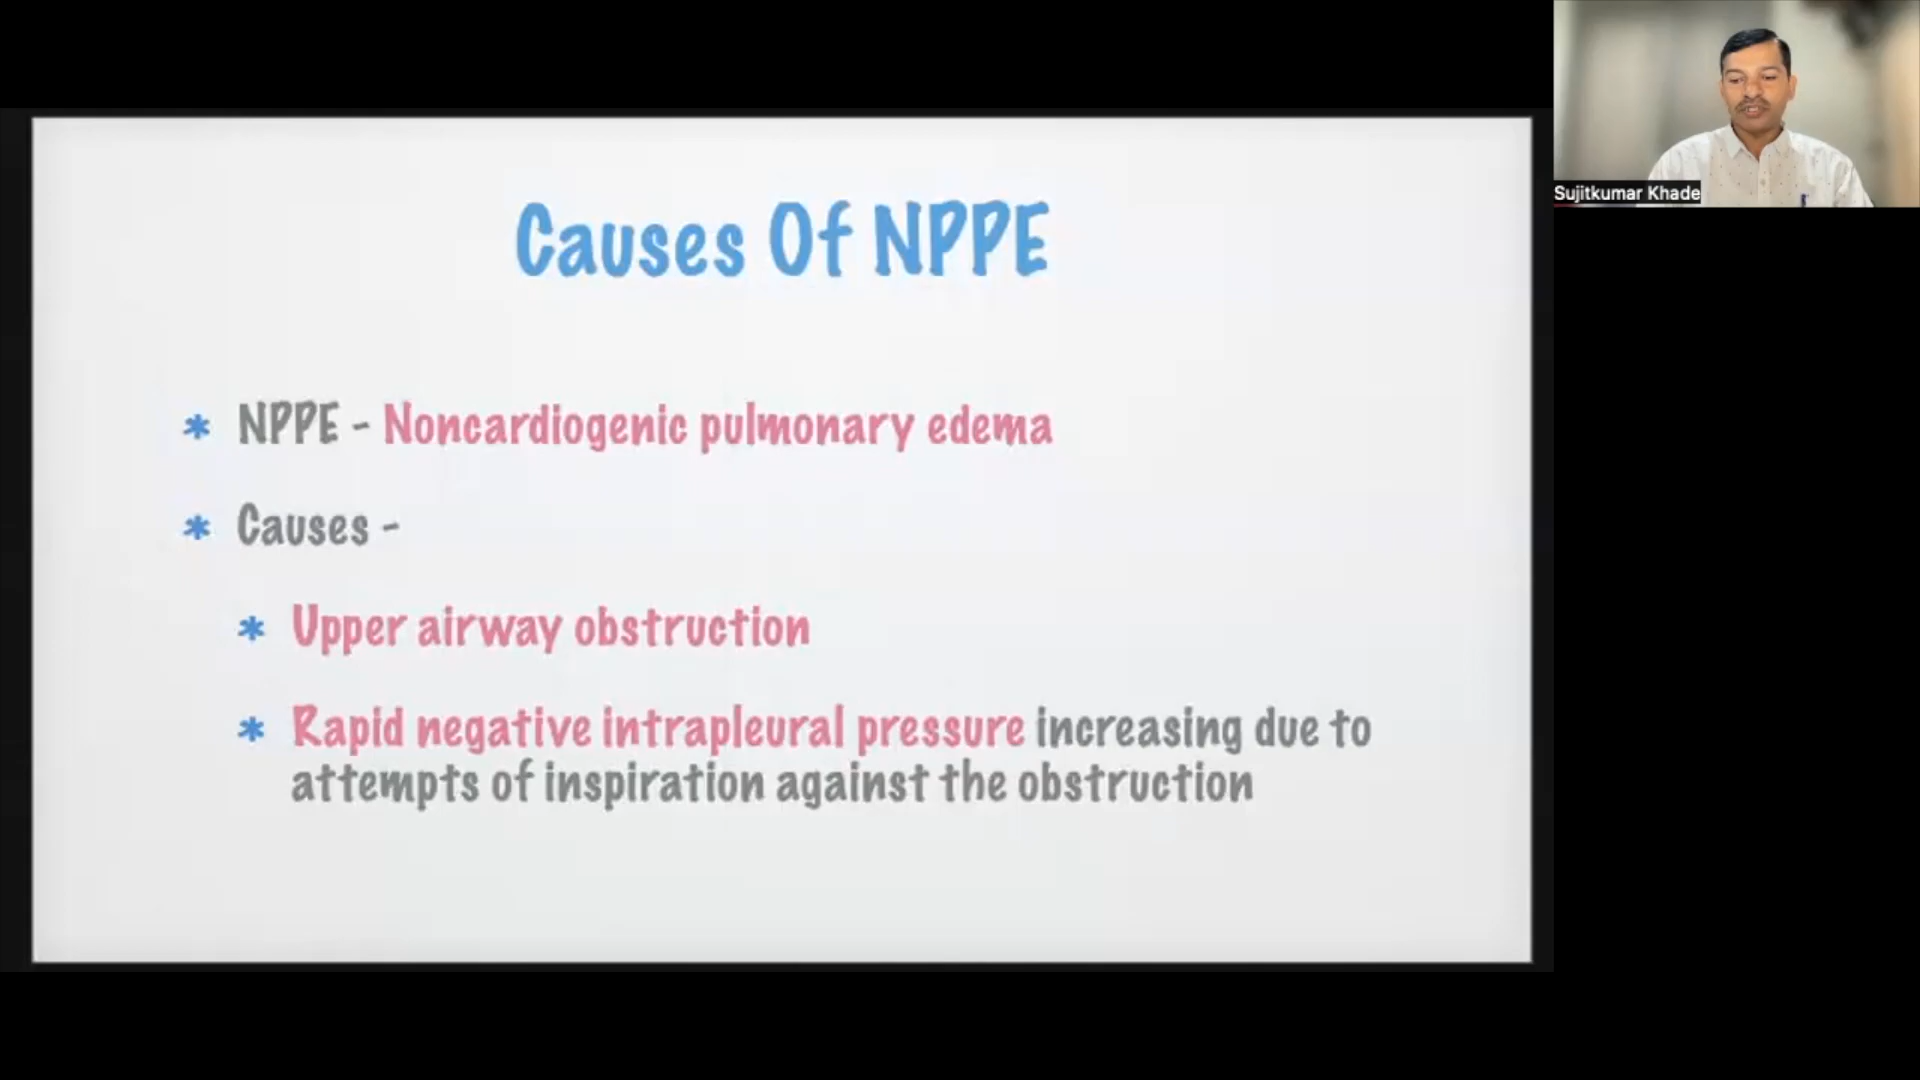 Causes Of NPPE
* NPPE - Noncardiogenic pulmonary edema
* Causes -
* Upper airway obstruction
* Rapid negative intrapleural pressure increasing due to
attempts of inspiration against the obstruction
Sujitkumar Khade